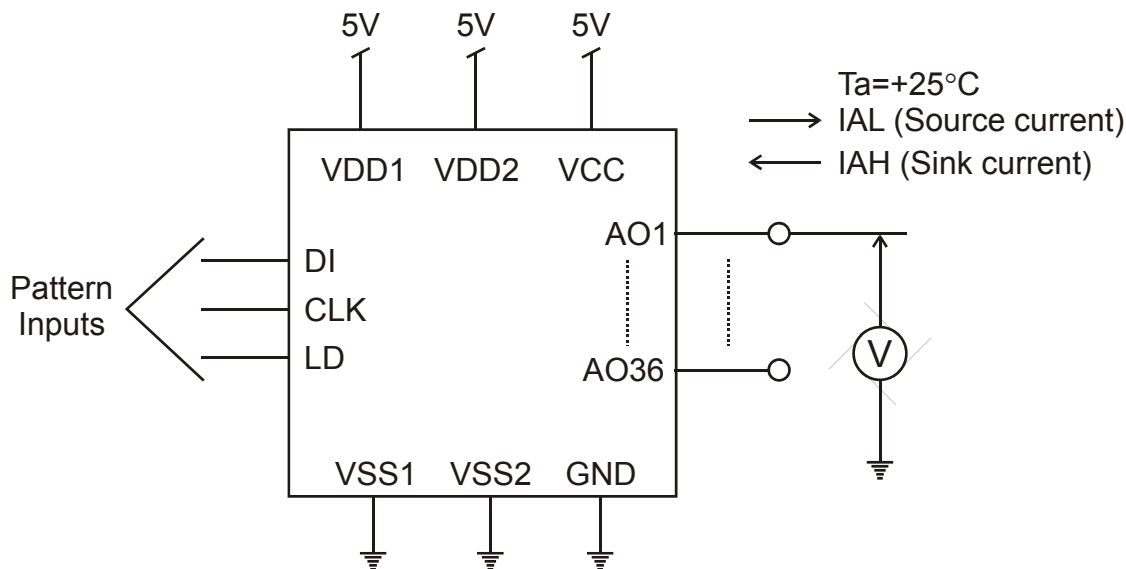 5V 5V 5V
Ta=+25°C
IAL (Source current)
IAH (Sink current)
VDD1 VDD2 VCC
AO1
DI
Pattern
Inputs
CLK
LD
V
AO36
VSS1 VSS2 GND